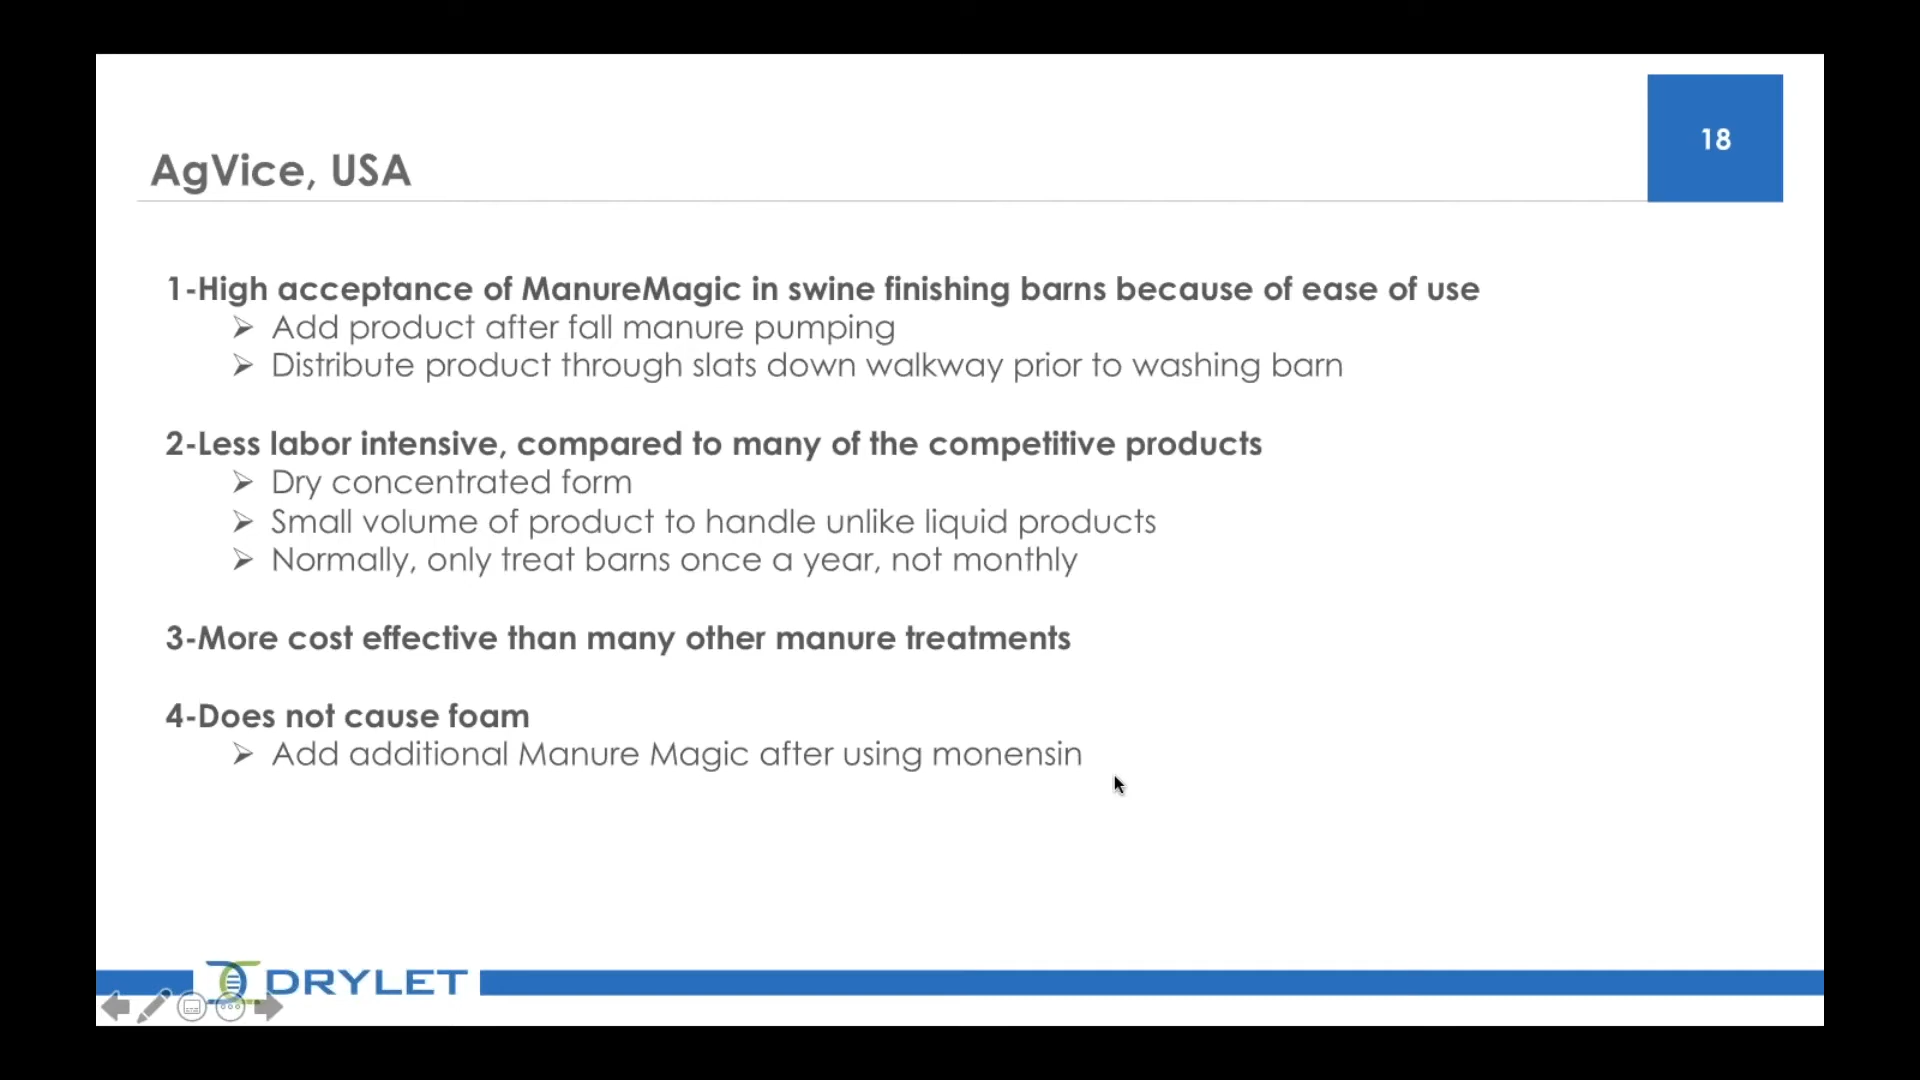 18
AgVice, USA
1-High acceptance of ManureMagic in swine finishing barns because of ease of use
➢ Add product after fall manure pumping
➢ Distribute product through slats down walkway prior to washing barn
2-Less labor intensive, compared to many of the competitive products
➢ Dry concentrated form
➢ Small volume of product to handle unlike liquid products
➢ Normally, only treat barns once a year, not monthly
3-More cost effective than many other manure treatments
4-Does not cause foam
➢ Add additional Manure Magic after using monensin
DRYLET